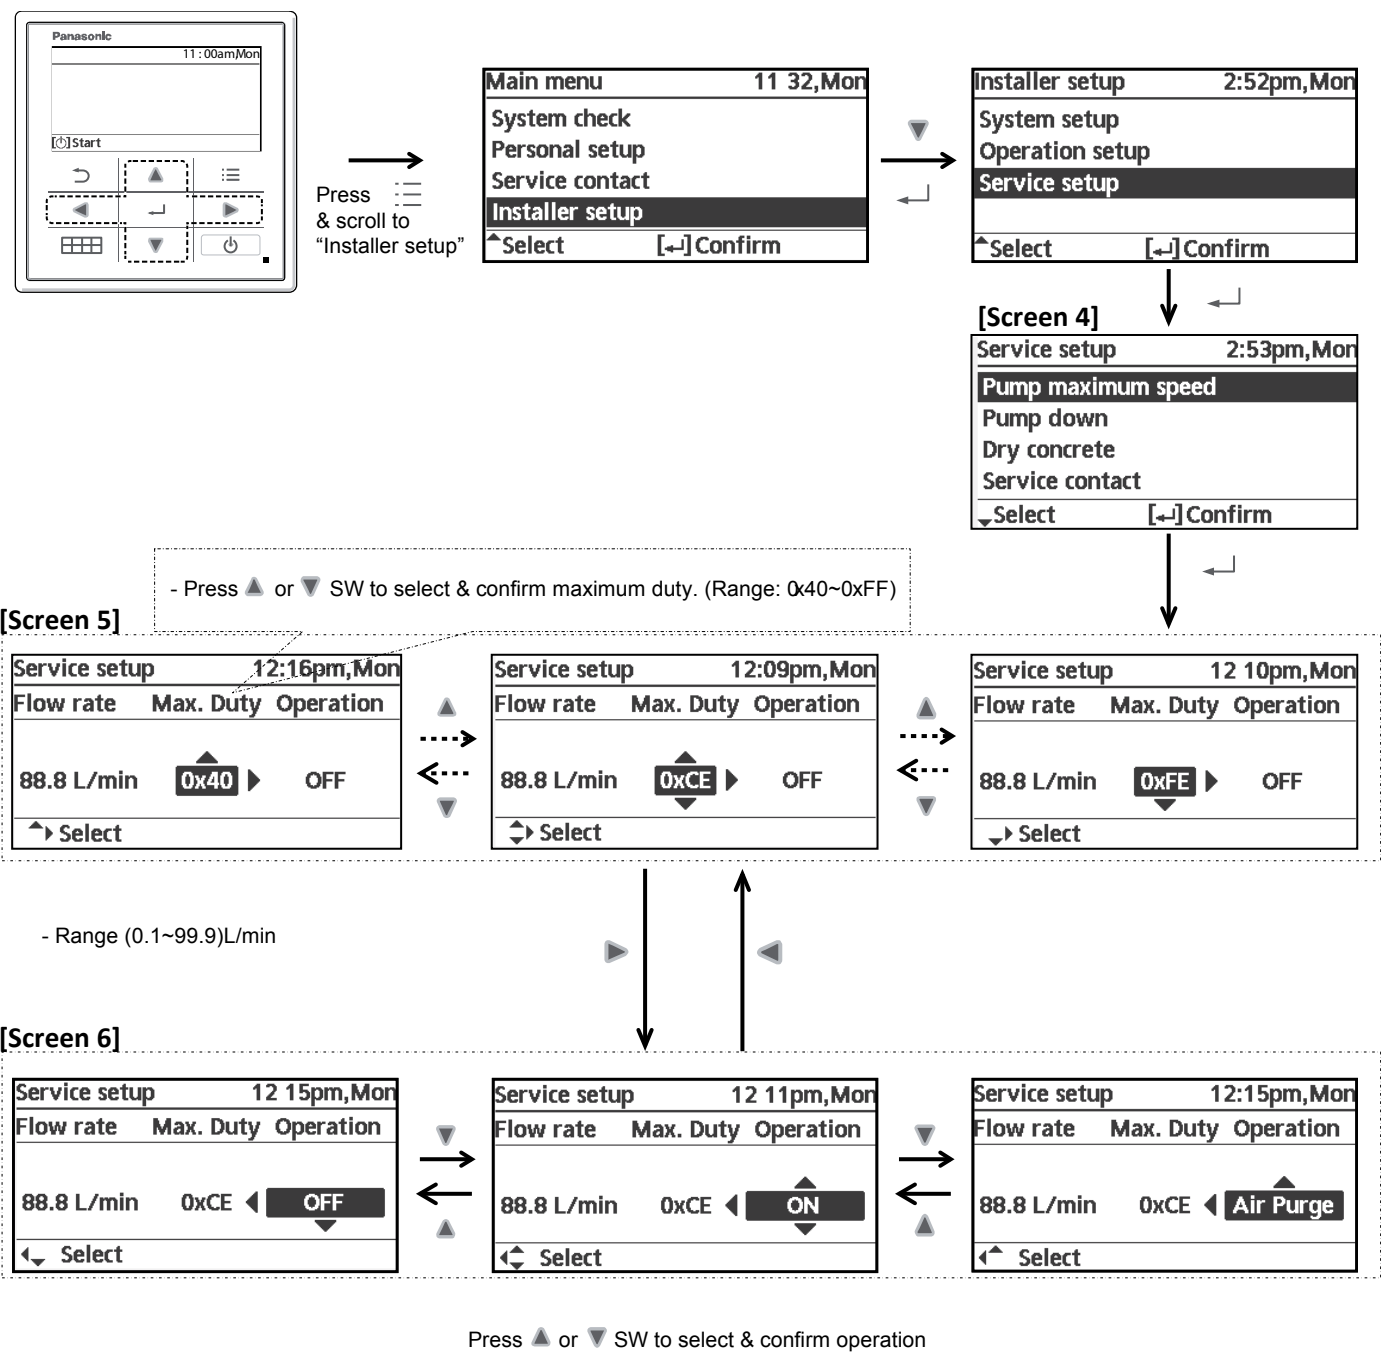 Panasonic
11:00am,Mon
[⏻]Start
Press
& scroll to
“Installer setup”
Main menu 11 32,Mon
System check
Personal setup
Service contact
Installer setup
Select [↵]Confirm
Installer setup 2:52pm,Mon
System setup
Operation setup
Service setup
Select [↵]Confirm
[Screen 4]
Service setup 2:53pm,Mon
Pump maximum speed
Pump down
Dry concrete
Service contact
Select [↵]Confirm
- Press ▲ or ▼ SW to select & confirm maximum duty. (Range: 0x40~0xFF)
[Screen 5]
Service setup 12:16pm,Mon
Flow rate Max. Duty Operation
88.8 L/min 0x40 OFF
Select
Service setup 12:09pm,Mon
Flow rate Max. Duty Operation
88.8 L/min 0xCE OFF
Select
Service setup 12 10pm,Mon
Flow rate Max. Duty Operation
88.8 L/min 0xFE OFF
Select
- Range (0.1~99.9)L/min
[Screen 6]
Service setup 12 15pm,Mon
Flow rate Max. Duty Operation
88.8 L/min 0xCE OFF
Select
Service setup 12 11pm,Mon
Flow rate Max. Duty Operation
88.8 L/min 0xCE ON
Select
Service setup 12:15pm,Mon
Flow rate Max. Duty Operation
88.8 L/min 0xCE Air Purge
Select
Press ▲ or ▼ SW to select & confirm operation